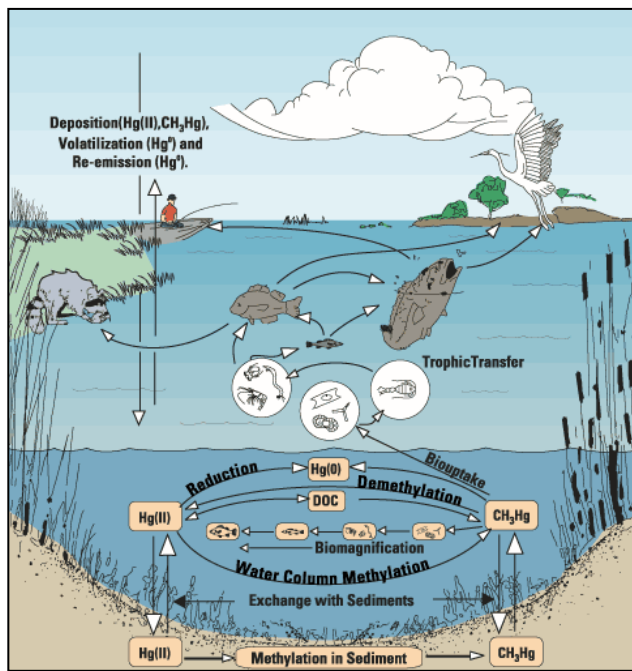 Deposition(Hg(II),CH₃Hg),
Volatilization (Hg⁰) and
Re-emission (Hg⁰).
TrophicTransfer
Biouptake
Reduction
Hg(0)
Demethylation
DOC
Hg(II)
CH₃Hg
Biomagnification
Water Column Methylation
Exchange with Sediments
Hg(II)
Methylation in Sediment
CH₃Hg